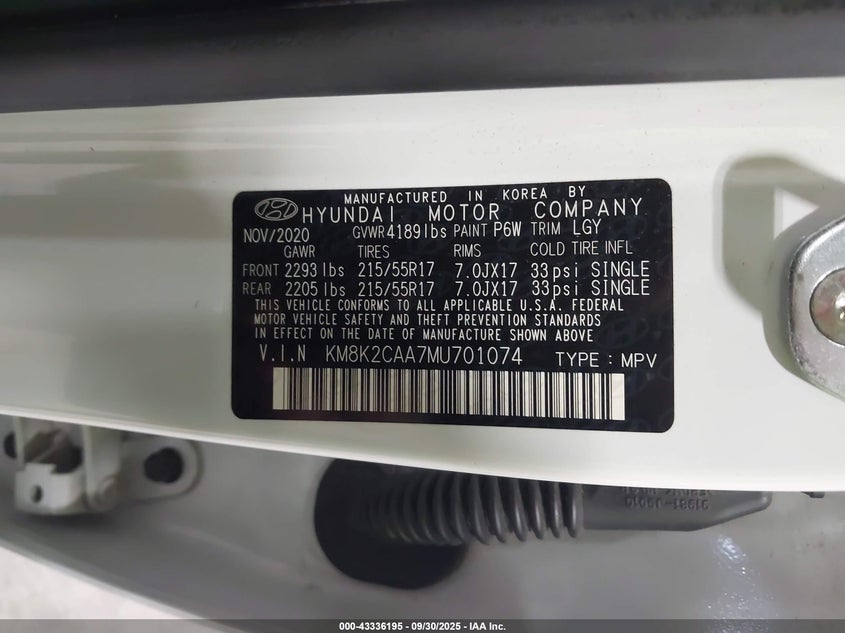 MANUFACTURED IN KOREA BY
HYUNDAI MOTOR COMPANY
NOV/2020 GVWR 4189lbs PAINT P6W TRIM LGY
GAWR TIRES RIMS COLD TIRE INFL
FRONT 2293 lbs 215/55R17 7.0JX17 33psi SINGLE
REAR 2205 lbs 215/55R17 7.0JX17 33psi SINGLE
THIS VEHICLE CONFORMS TO ALL APPLICABLE U.S.A. FEDERAL
MOTOR VEHICLE SAFETY AND THEFT PREVENTION STANDARDS
IN EFFECT ON THE DATE OF MANUFACTURE SHOWN ABOVE.
V.I.N KM8K2CAA7MU701074 TYPE : MPV
000-43336195 - 09/30/2025 - IAA Inc.